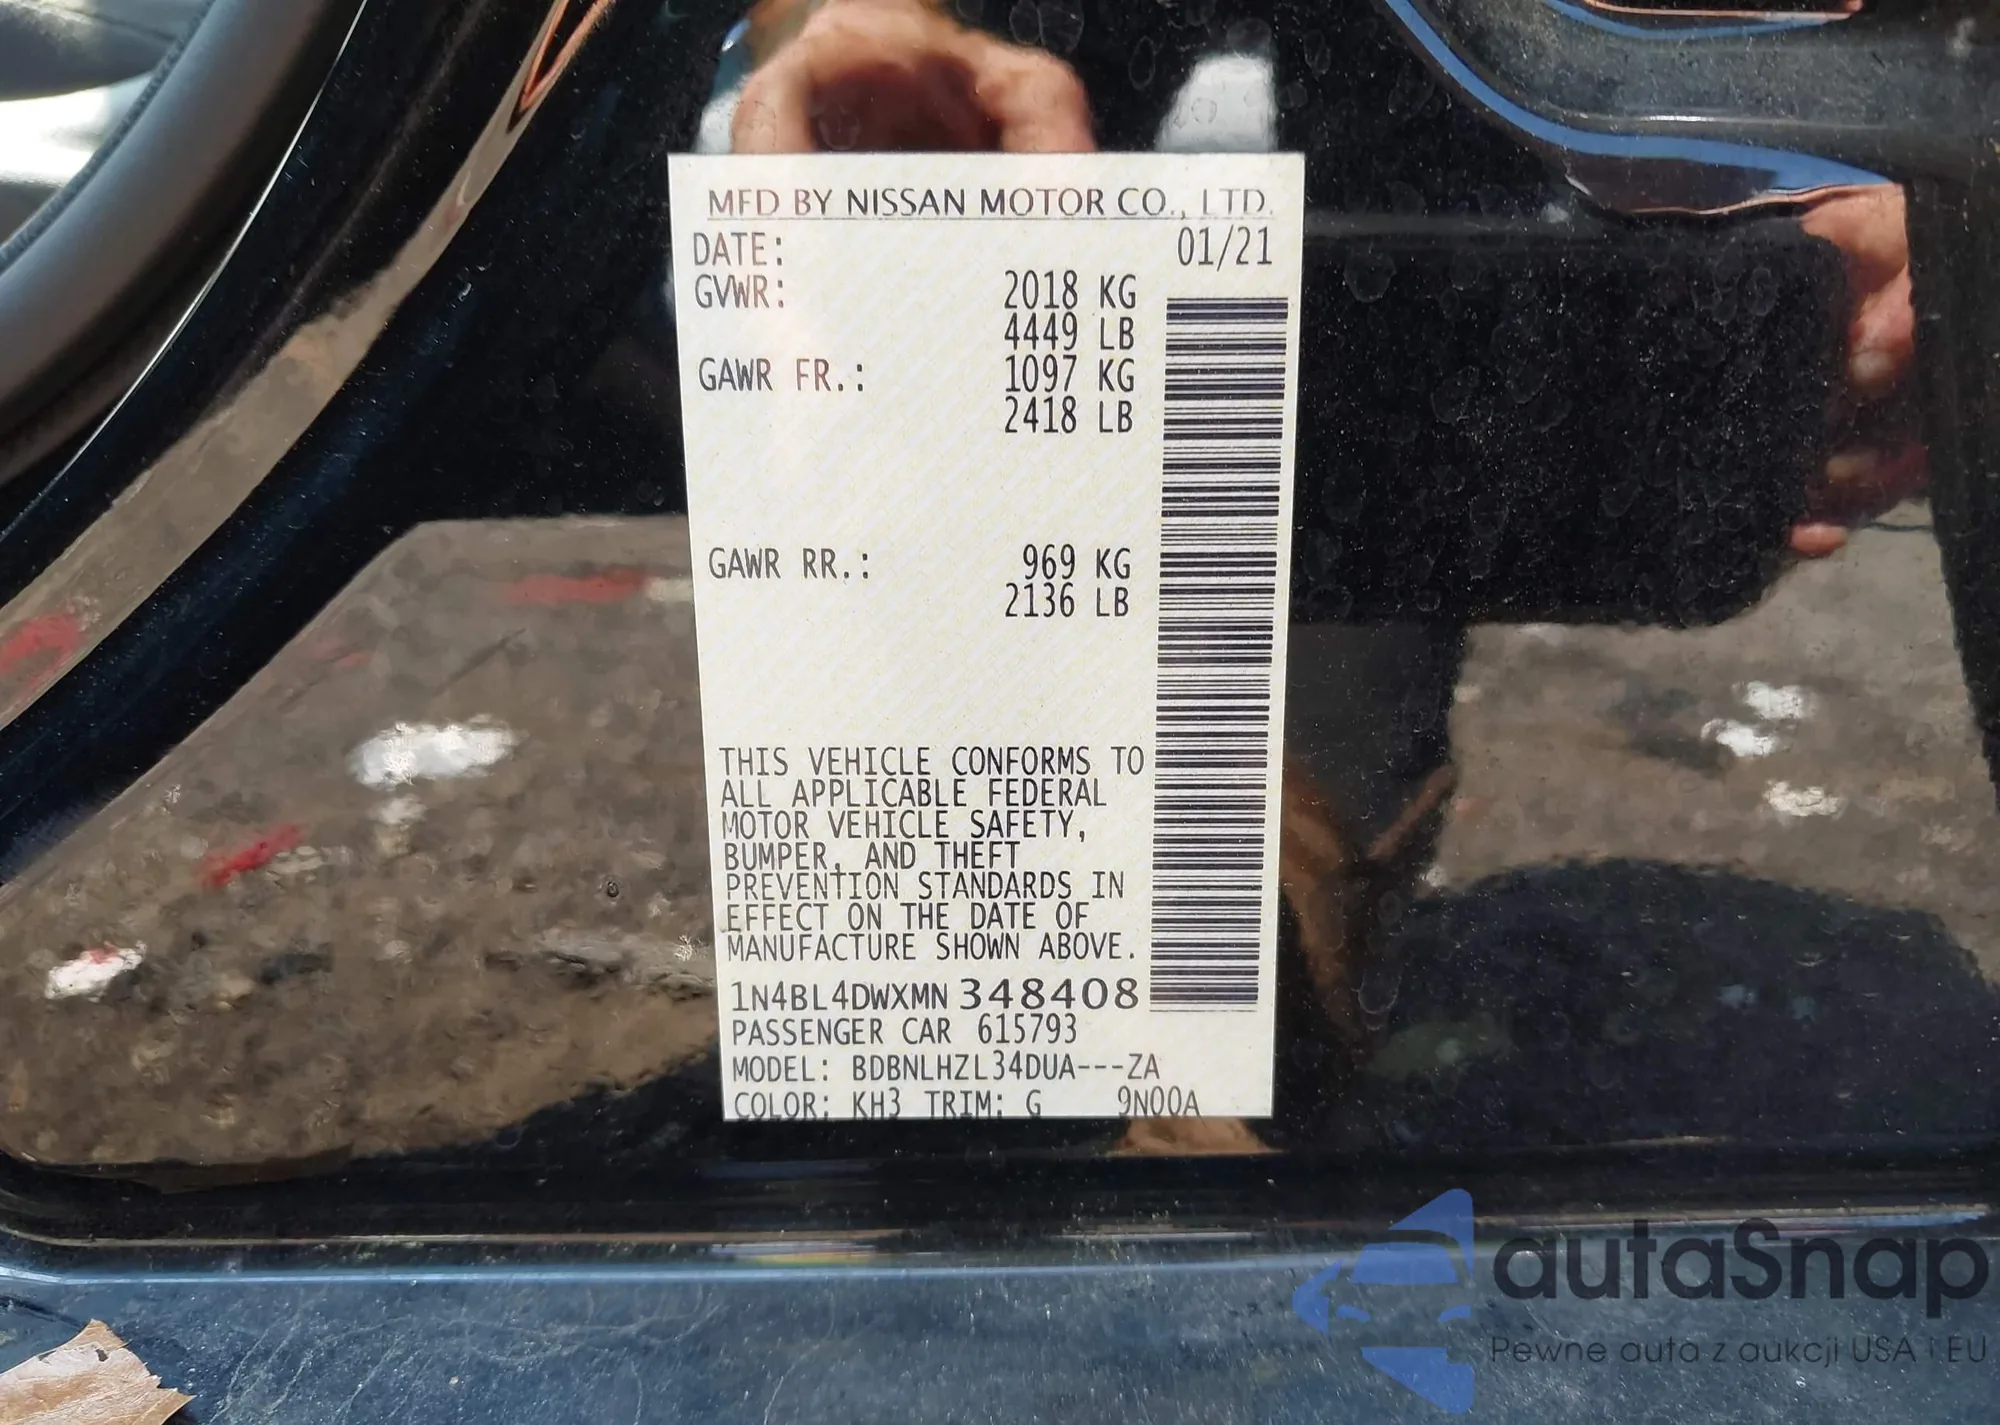 MFD BY NISSAN MOTOR CO., LTD.
DATE: 01/21
GVWR: 2018 KG
4449 LB
GAWR FR.: 1097 KG
2418 LB
GAWR RR.: 969 KG
2136 LB
THIS VEHICLE CONFORMS TO
ALL APPLICABLE FEDERAL
MOTOR VEHICLE SAFETY,
BUMPER, AND THEFT
PREVENTION STANDARDS IN
EFFECT ON THE DATE OF
MANUFACTURE SHOWN ABOVE.
1N4BL4DWXMN348408
PASSENGER CAR 615793
MODEL: BDBNLHZL34DUA---ZA
COLOR: KH3 TRIM: G 9N00A
autaSnap
Pewne auta z aukcji USA i EU